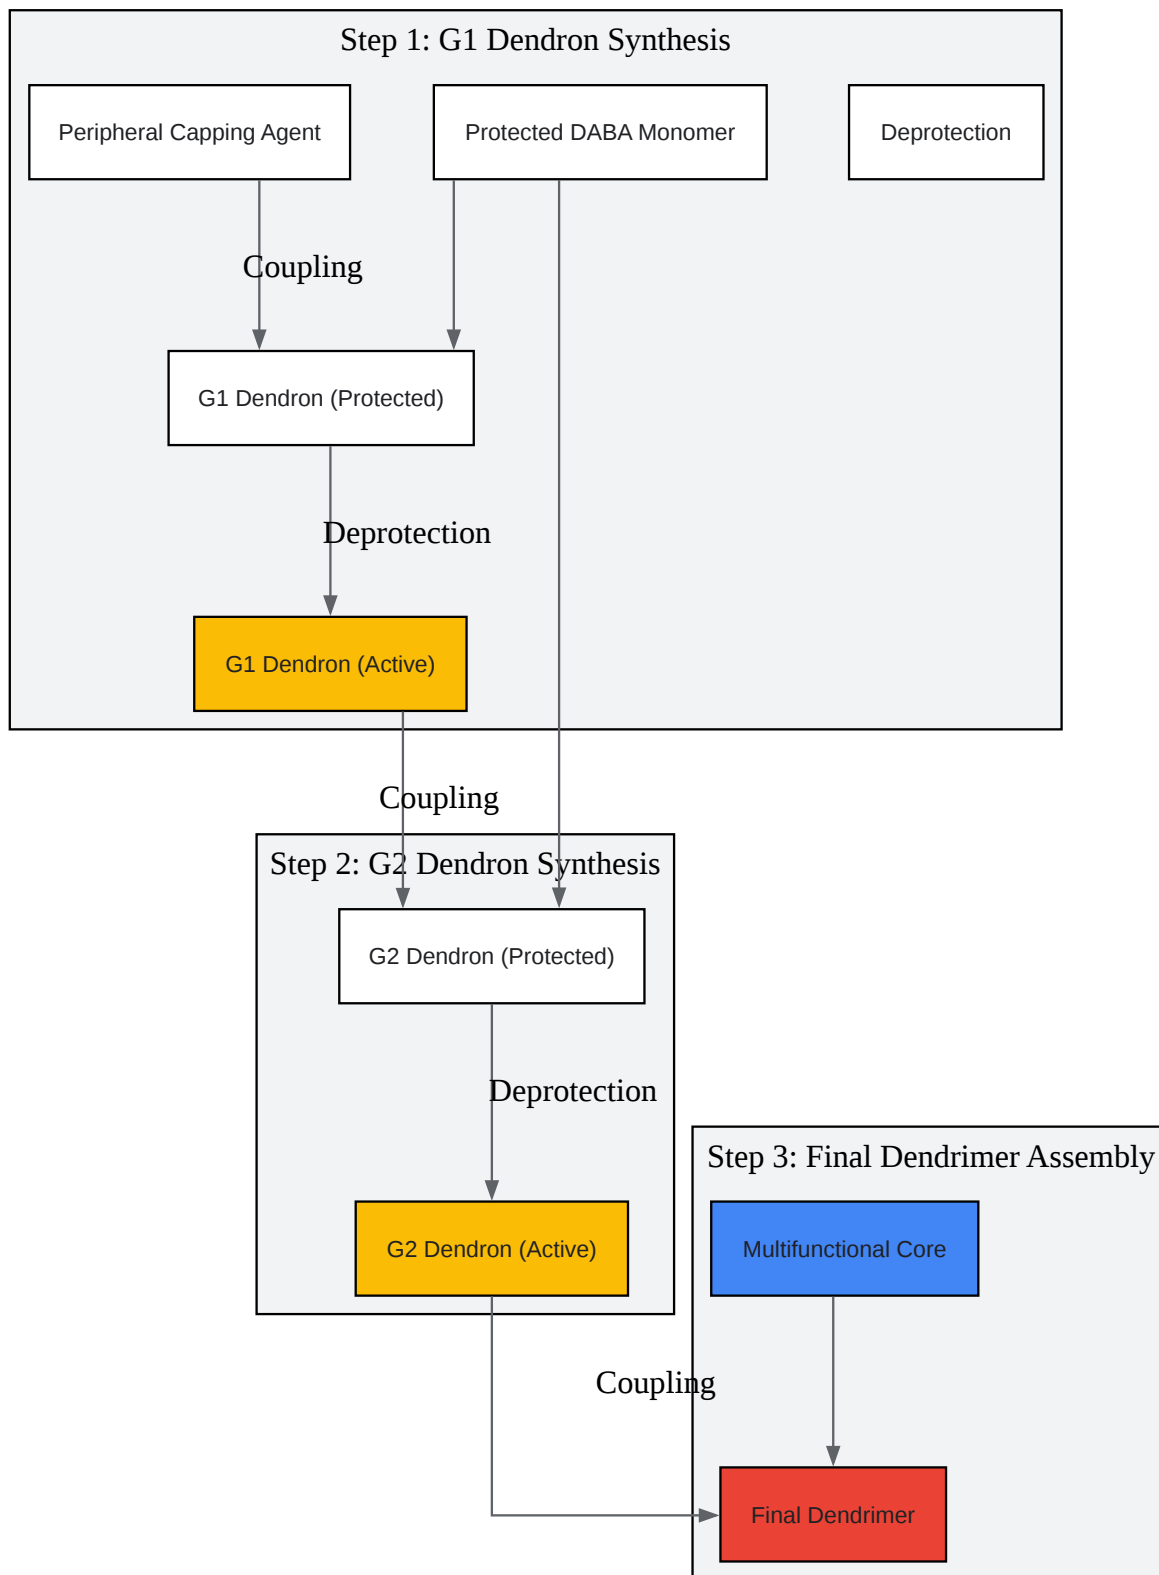 Step 1: G1 Dendron Synthesis
Peripheral Capping Agent
Protected DABA Monomer
Deprotection
Coupling
G1 Dendron (Protected)
Deprotection
G1 Dendron (Active)
Coupling
Step 2: G2 Dendron Synthesis
G2 Dendron (Protected)
Deprotection
Step 3: Final Dendrimer Assembly
G2 Dendron (Active)
Multifunctional Core
Coupling
Final Dendrimer